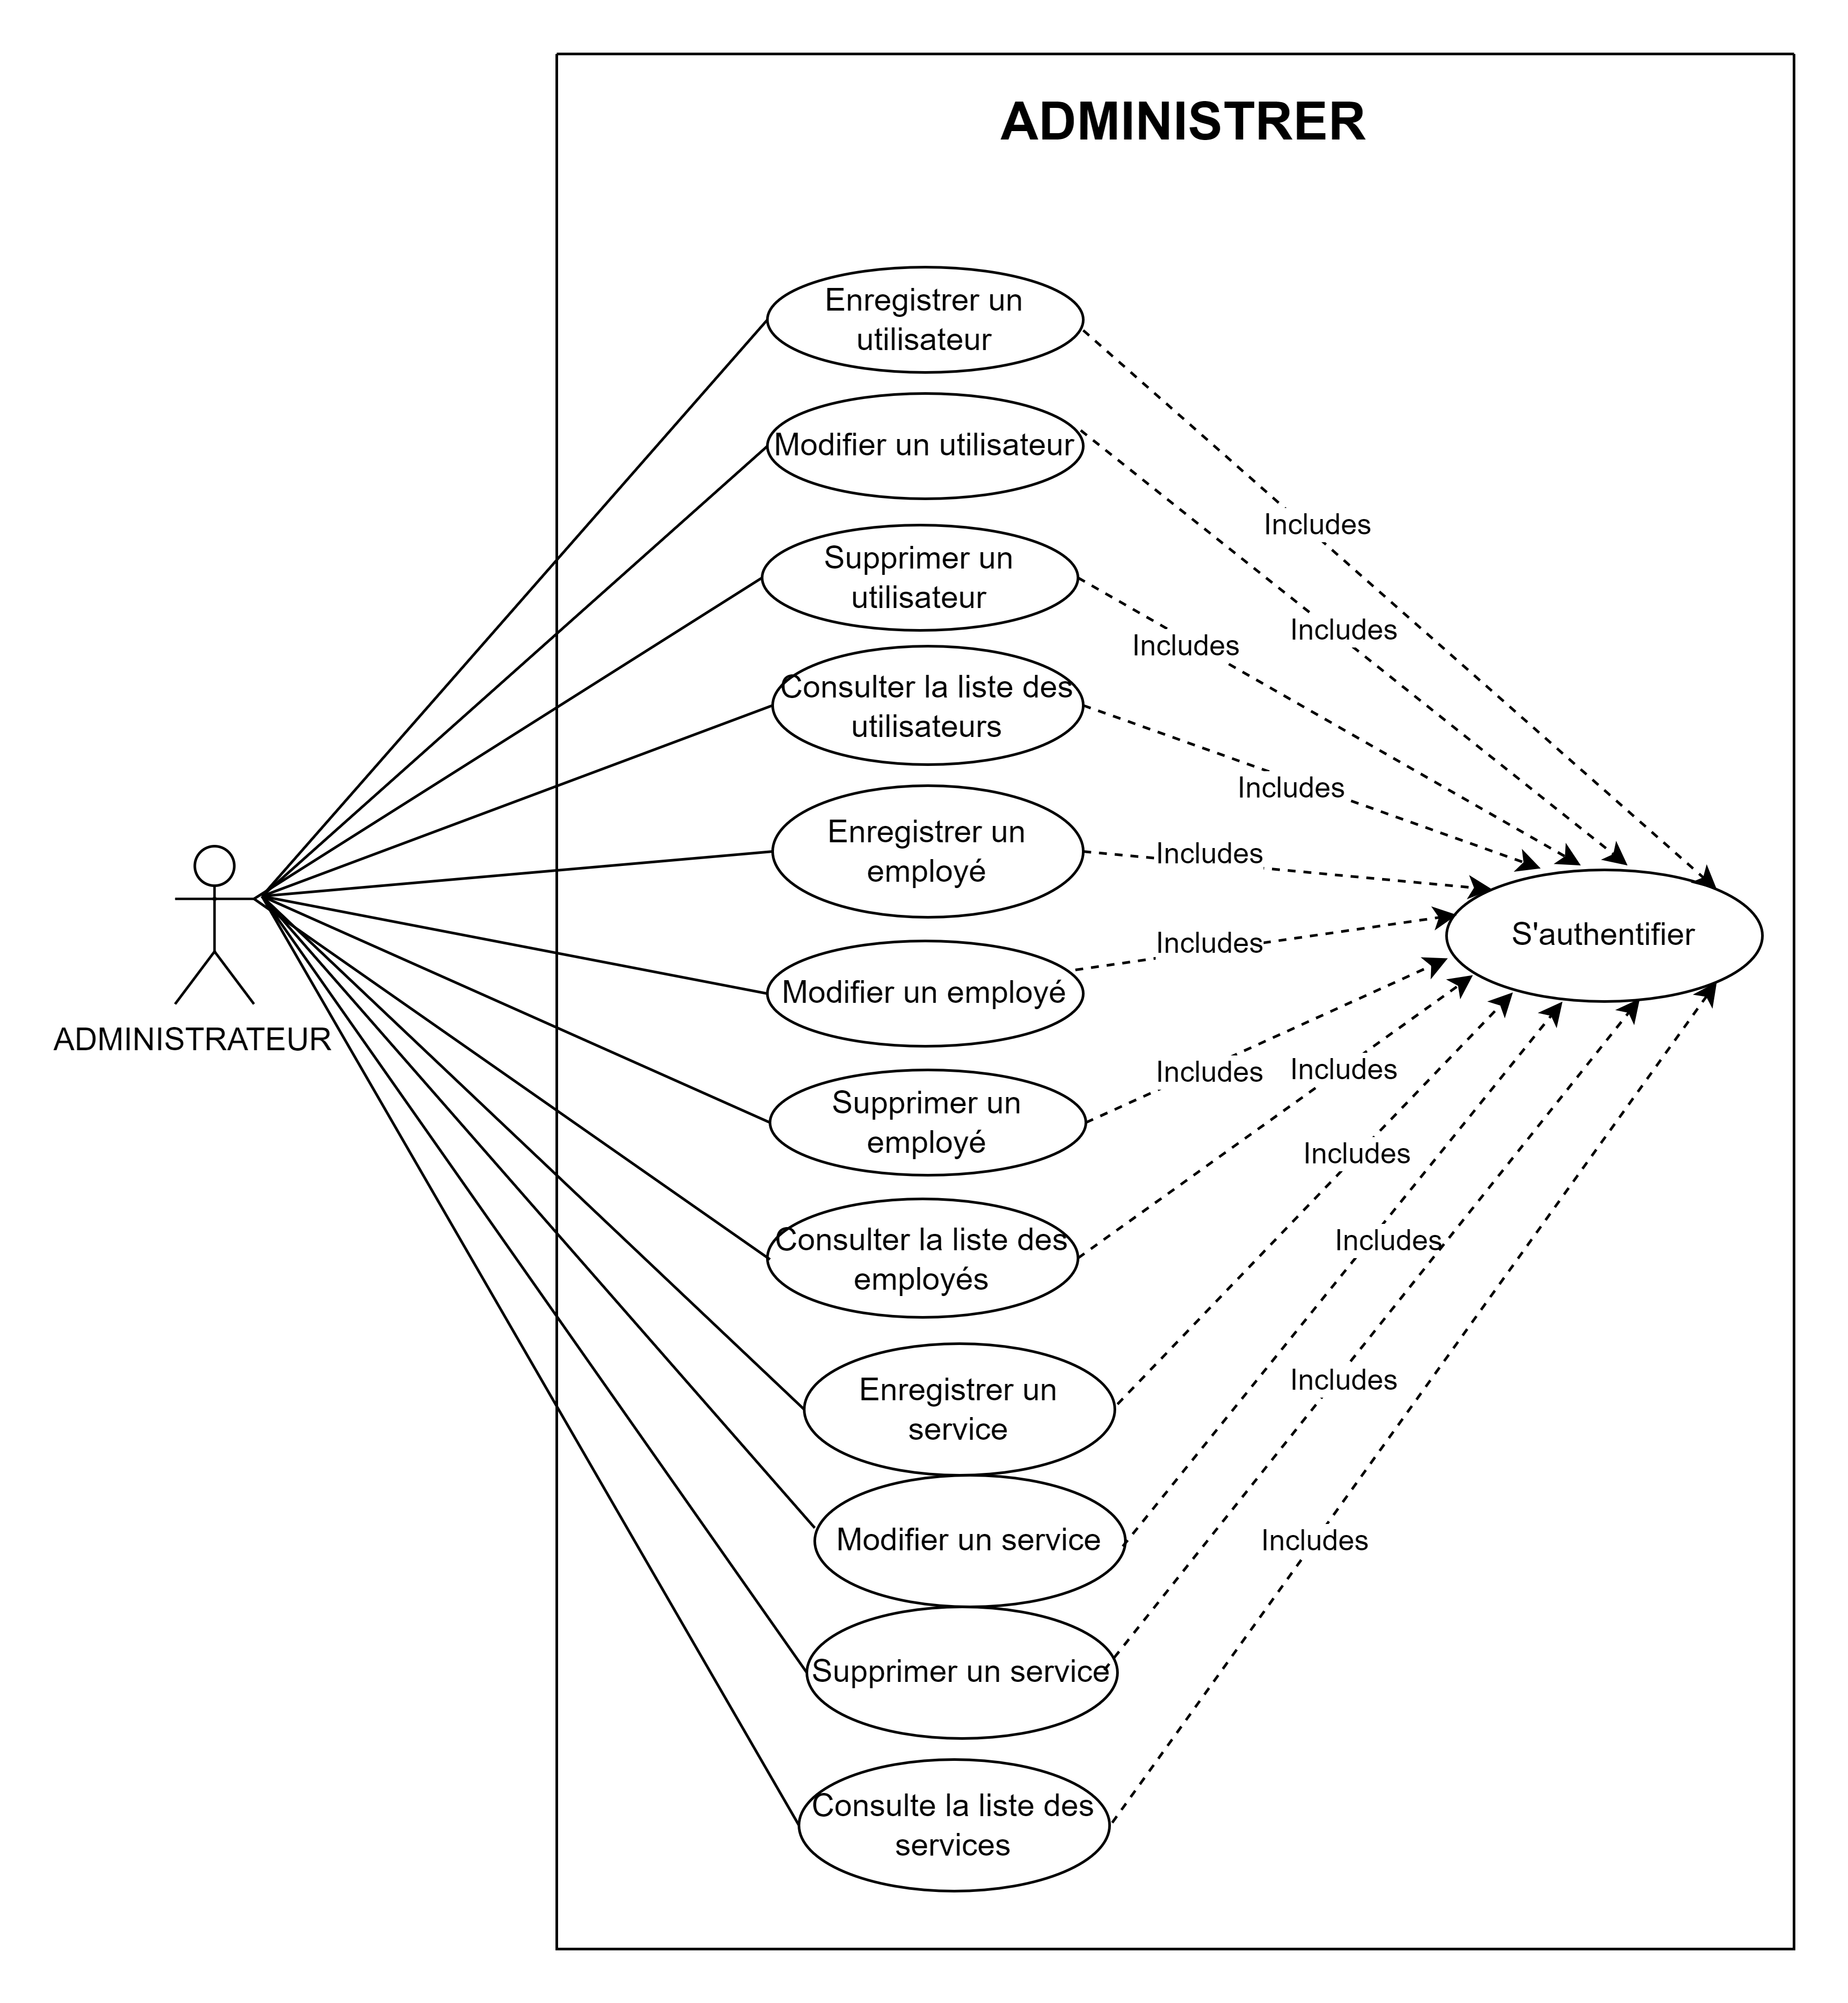 ADMINISTRER
Enregistrer un
utilisateur
Modifier un utilisateur
Includes
Supprimer un
utilisateur
Includes
Includes
Consulter la liste des
utilisateurs
Includes
Enregistrer un
employé
Includes
S'authentifier
Includes
Modifier un employé
ADMINISTRATEUR
Includes
Includes
Supprimer un
employé
Includes
Consulter la liste des
employés
Includes
Includes
Enregistrer un
service
Modifier un service
Includes
Supprimer un service
Consulte la liste des
services